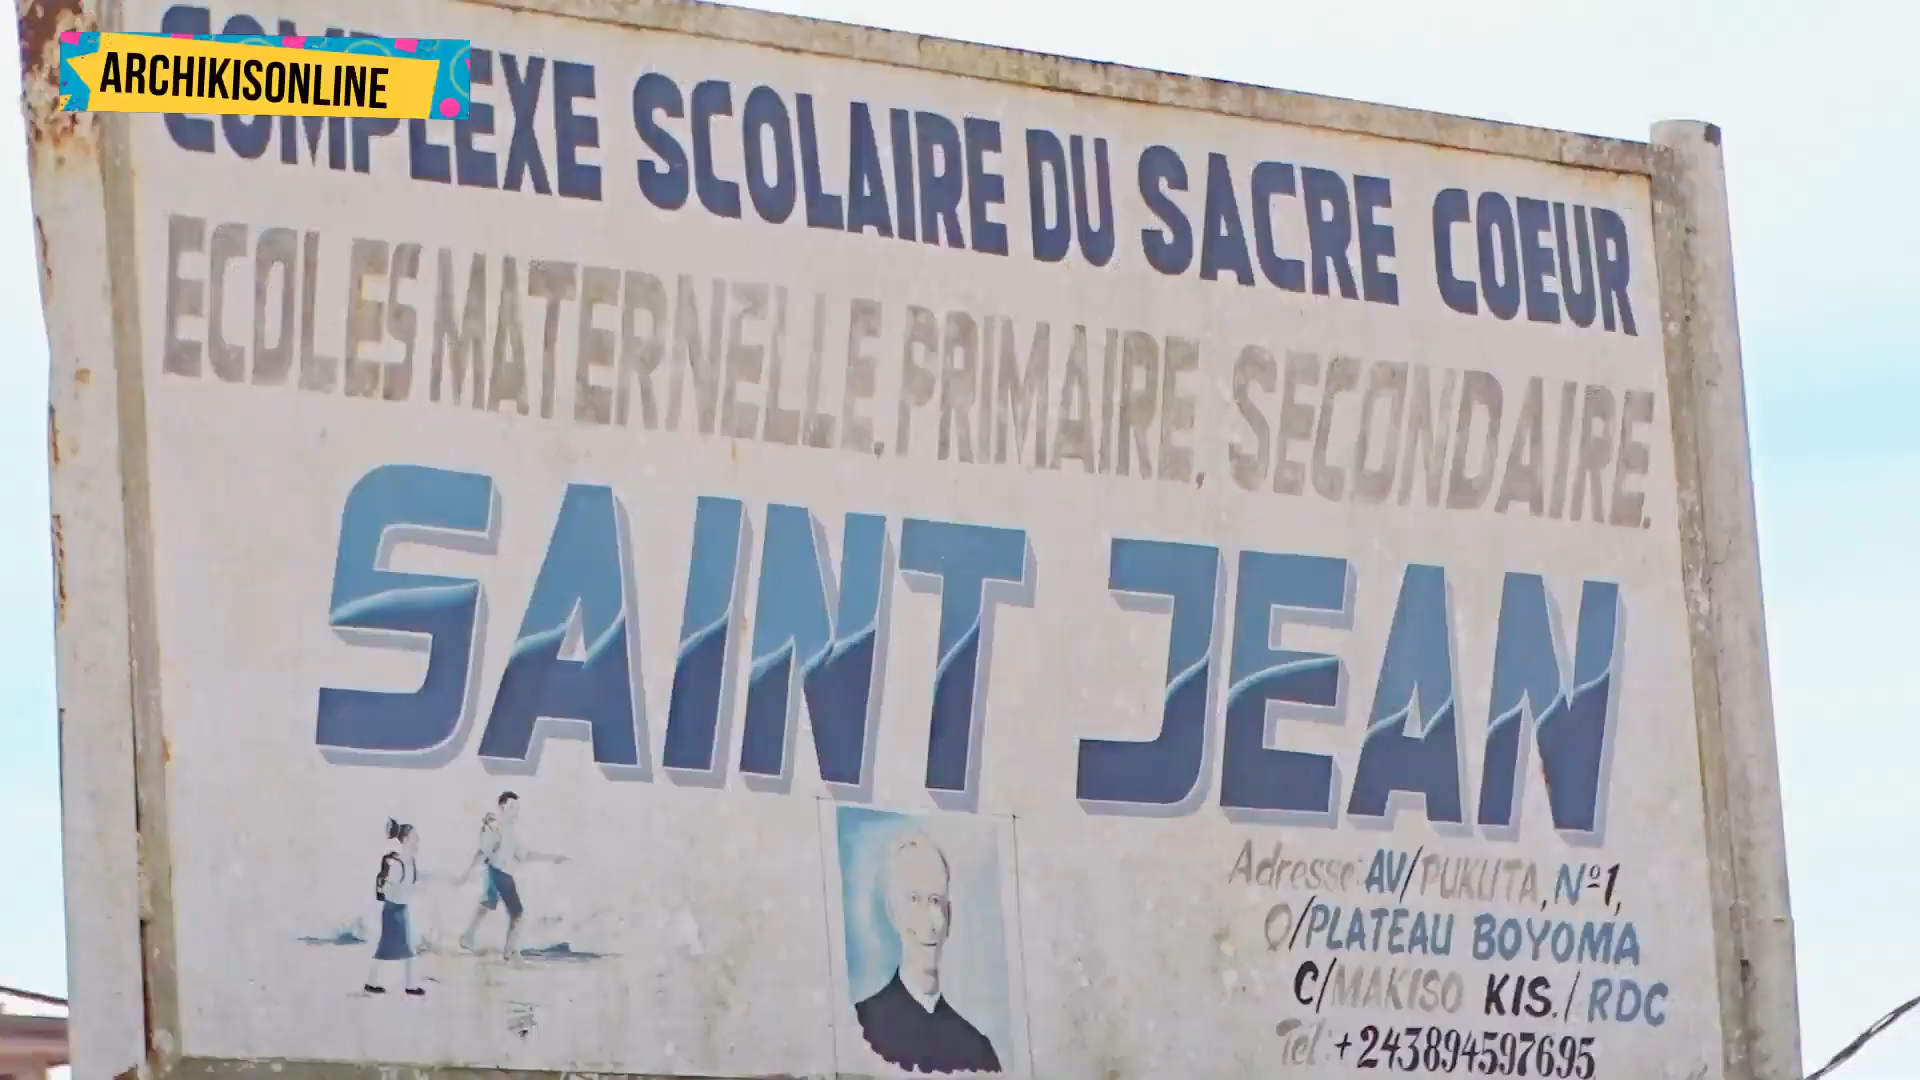 ARCHIKISONLINE
COMPLEXE SCOLAIRE DU SACRE COEUR
ECOLES MATERNELLE, PRIMAIRE, SECONDAIRE.
SAINT JEAN
Adresse: AV/PUKUTA, Nº1,
Q/PLATEAU BOYOMA
C/MAKISO KIS./RDC
Tel: +243894597695